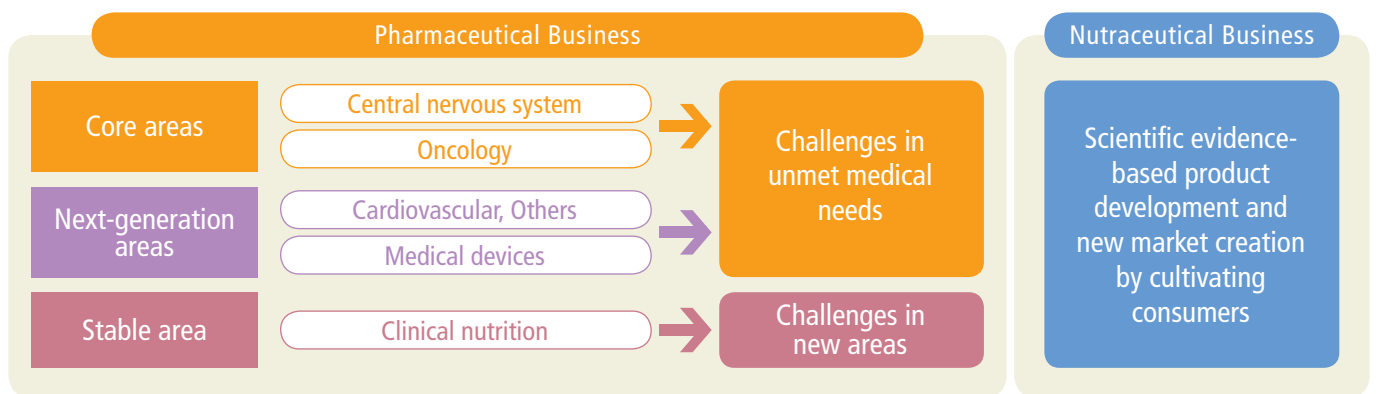 Pharmaceutical Business
Core areas
Central nervous system
Oncology
Challenges in
unmet medical
needs
Next-generation
areas
Cardiovascular, Others
Medical devices
Stable area
Clinical nutrition
Challenges in
new areas
Nutraceutical Business
Scientific evidence-
based product
development and
new market creation
by cultivating
consumers